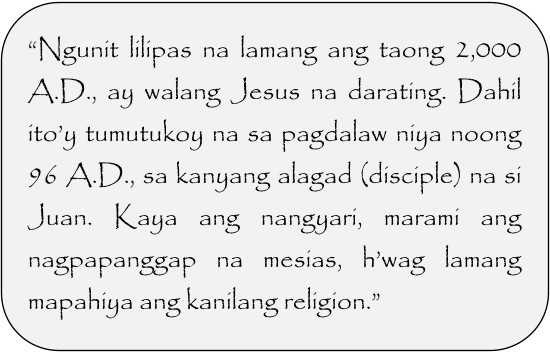 “Ngunit lilipas na lamang ang taong 2,000
A.D., ay walang Jesus na darating. Dahil
ito’y tumutukoy na sa pagdalaw niya noong
96 A.D., sa kanyang alagad (disciple) na si
Juan. Kaya ang nangyari, marami ang
nagpapanggap na mesias, h’wag lamang
mapahiya ang kanilang religion.”